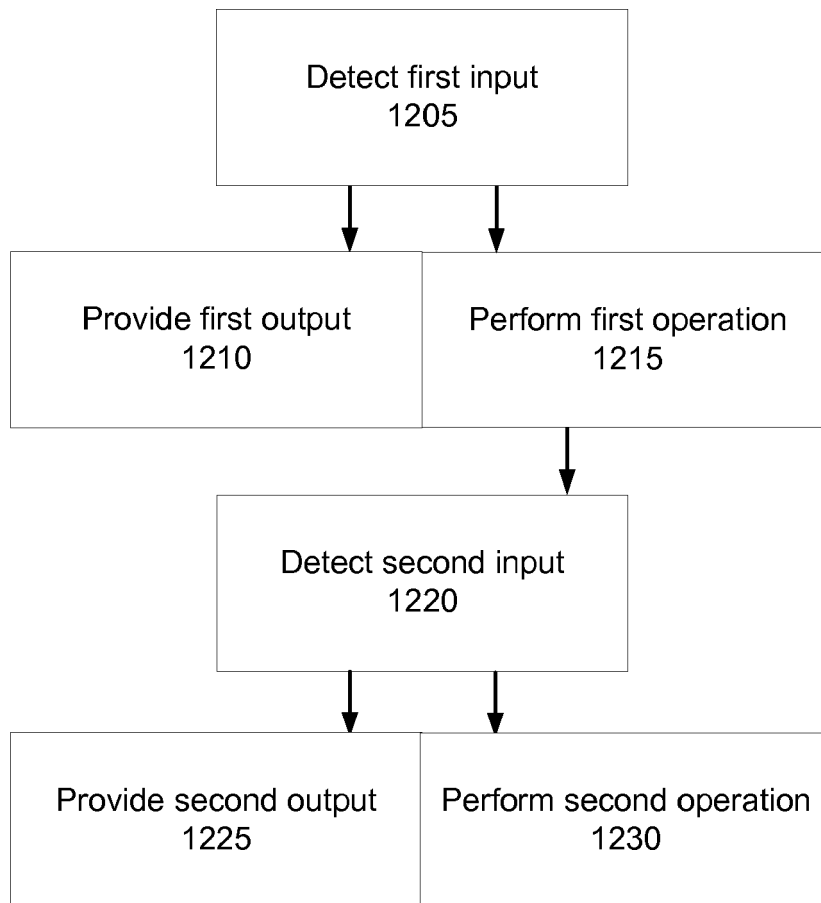 Detect first input
1205
Provide first output
1210
Perform first operation
1215
Detect second input
1220
Provide second output
1225
Perform second operation
1230